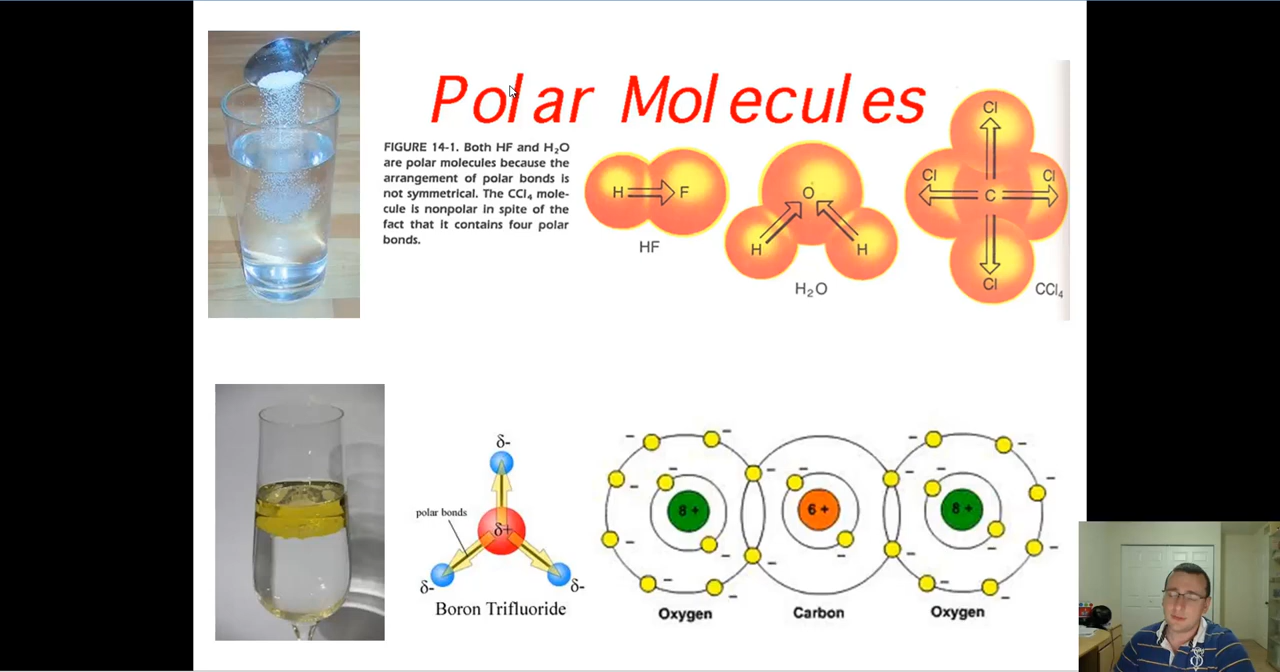 Polar Molecules
FIGURE 14-1. Both HF and H₂O
are polar molecules because the
arrangement of polar bonds is
not symmetrical. The CCl₄ mole-
cule is nonpolar in spite of the
fact that it contains four polar
bonds.
H
F
HF
O
H
H
H₂O
Cl
Cl
C
Cl
Cl
CCl₄
δ-
polar bonds
δ+
δ-
δ-
Boron Trifluoride
8 +
6 +
8 +
- - - - - - - - - - - - - - - - - - - - - -
Oxygen
Carbon
Oxygen